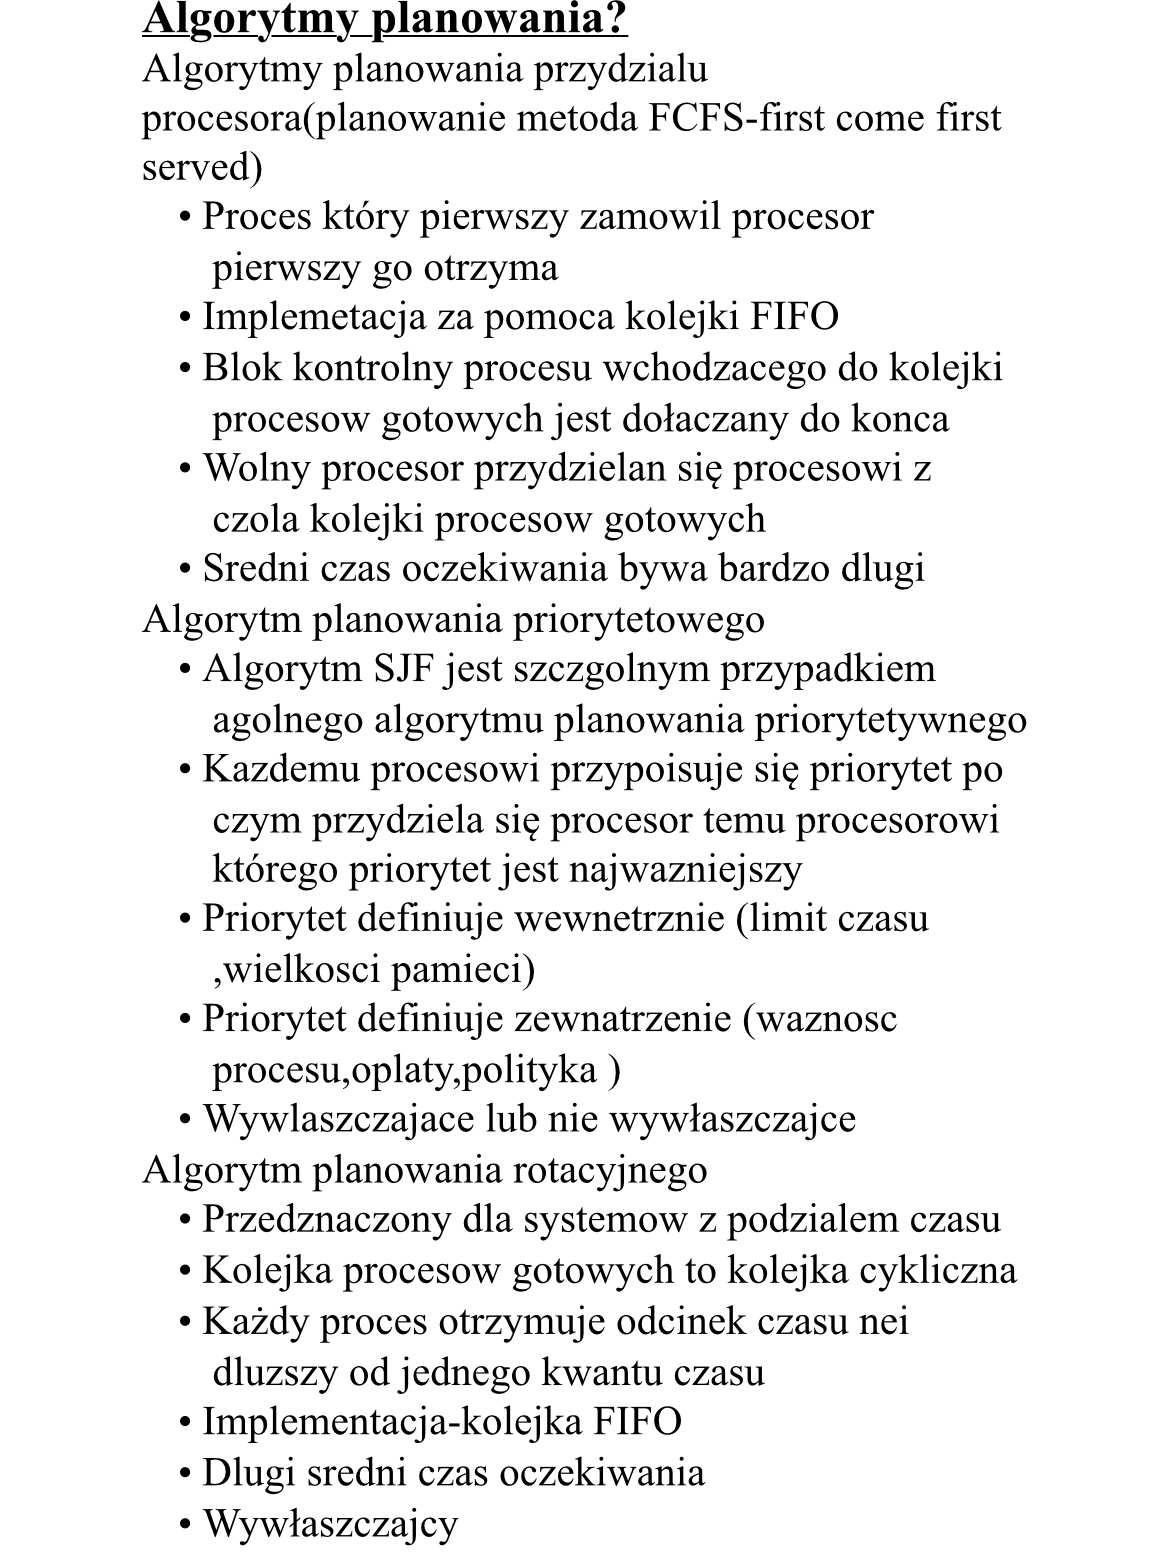 Algorytmy planowania?
Algorytmy planowania przydzialu
procesora(planowanie metoda FCFS-first come first
served)
• Proces który pierwszy zamowil procesor
pierwszy go otrzyma
• Implemetacja za pomoca kolejki FIFO
• Blok kontrolny procesu wchodzacego do kolejki
procesow gotowych jest dołaczany do konca
• Wolny procesor przydzielan się procesowi z
czola kolejki procesow gotowych
• Sredni czas oczekiwania bywa bardzo dlugi
Algorytm planowania priorytetowego
• Algorytm SJF jest szczgolnym przypadkiem
agolnego algorytmu planowania priorytetywnego
• Kazdemu procesowi przypoisuje się priorytet po
czym przydziela się procesor temu procesorowi
którego priorytet jest najwazniejszy
• Priorytet definiuje wewnetrznie (limit czasu
,wielkosci pamieci)
• Priorytet definiuje zewnatrzenie (waznosc
procesu,oplaty,polityka )
• Wywlaszczajace lub nie wywłaszczajce
Algorytm planowania rotacyjnego
• Przedznaczony dla systemow z podzialem czasu
• Kolejka procesow gotowych to kolejka cykliczna
• Każdy proces otrzymuje odcinek czasu nei
dluzszy od jednego kwantu czasu
• Implementacja-kolejka FIFO
• Dlugi sredni czas oczekiwania
• Wywłaszczajcy